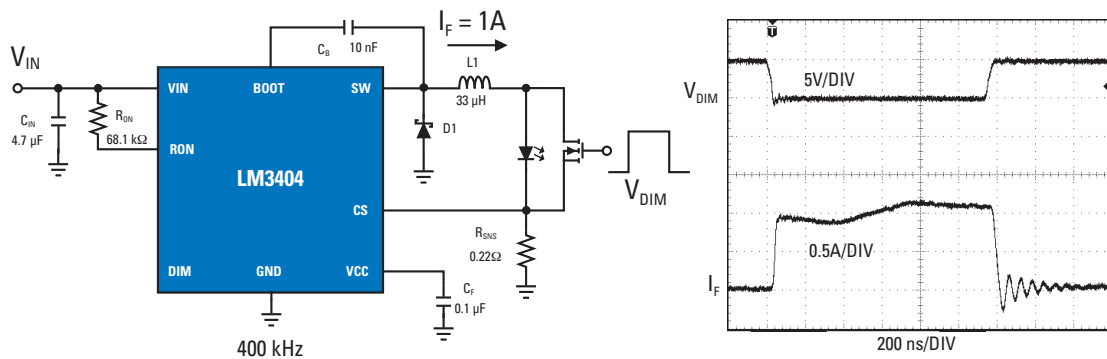 I_F = 1A
C_B
10 nF
V_IN
L1
33 µH
VIN
BOOT
SW
C_IN
4.7 µF
R_ON
68.1 kΩ
D1
RON
LM3404
V_DIM
CS
R_SNS
0.22Ω
DIM
GND
VCC
C_F
0.1 µF
400 kHz
T
V_DIM
5V/DIV
0.5A/DIV
I_F
200 ns/DIV